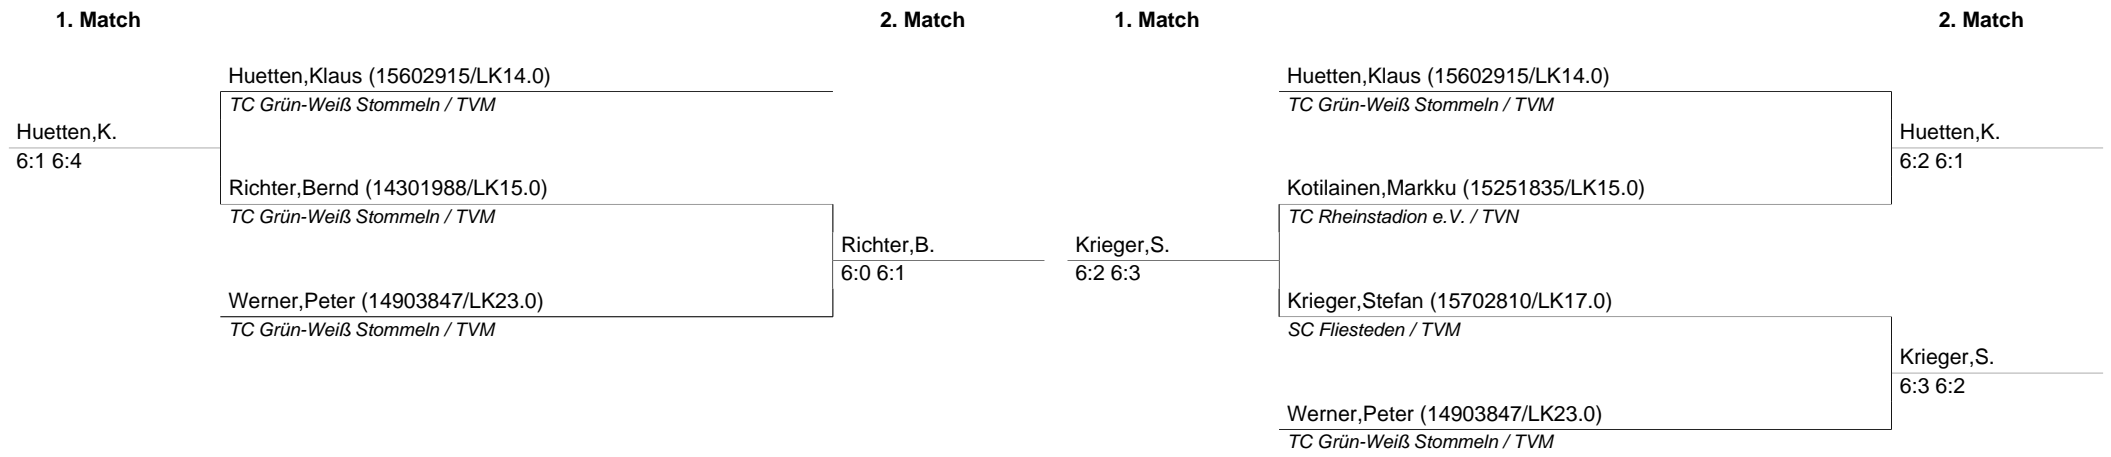 1. Match
2. Match
1. Match
2. Match
Huetten,Klaus (15602915/LK14.0)
TC Grün-Weiß Stommeln / TVM
Huetten,K.
6:1 6:4
Richter,Bernd (14301988/LK15.0)
TC Grün-Weiß Stommeln / TVM
Richter,B.
6:0 6:1
Werner,Peter (14903847/LK23.0)
TC Grün-Weiß Stommeln / TVM
Huetten,Klaus (15602915/LK14.0)
TC Grün-Weiß Stommeln / TVM
Huetten,K.
6:2 6:1
Kotilainen,Markku (15251835/LK15.0)
TC Rheinstadion e.V. / TVN
Krieger,S.
6:2 6:3
Krieger,Stefan (15702810/LK17.0)
SC Fliesteden / TVM
Krieger,S.
6:3 6:2
Werner,Peter (14903847/LK23.0)
TC Grün-Weiß Stommeln / TVM